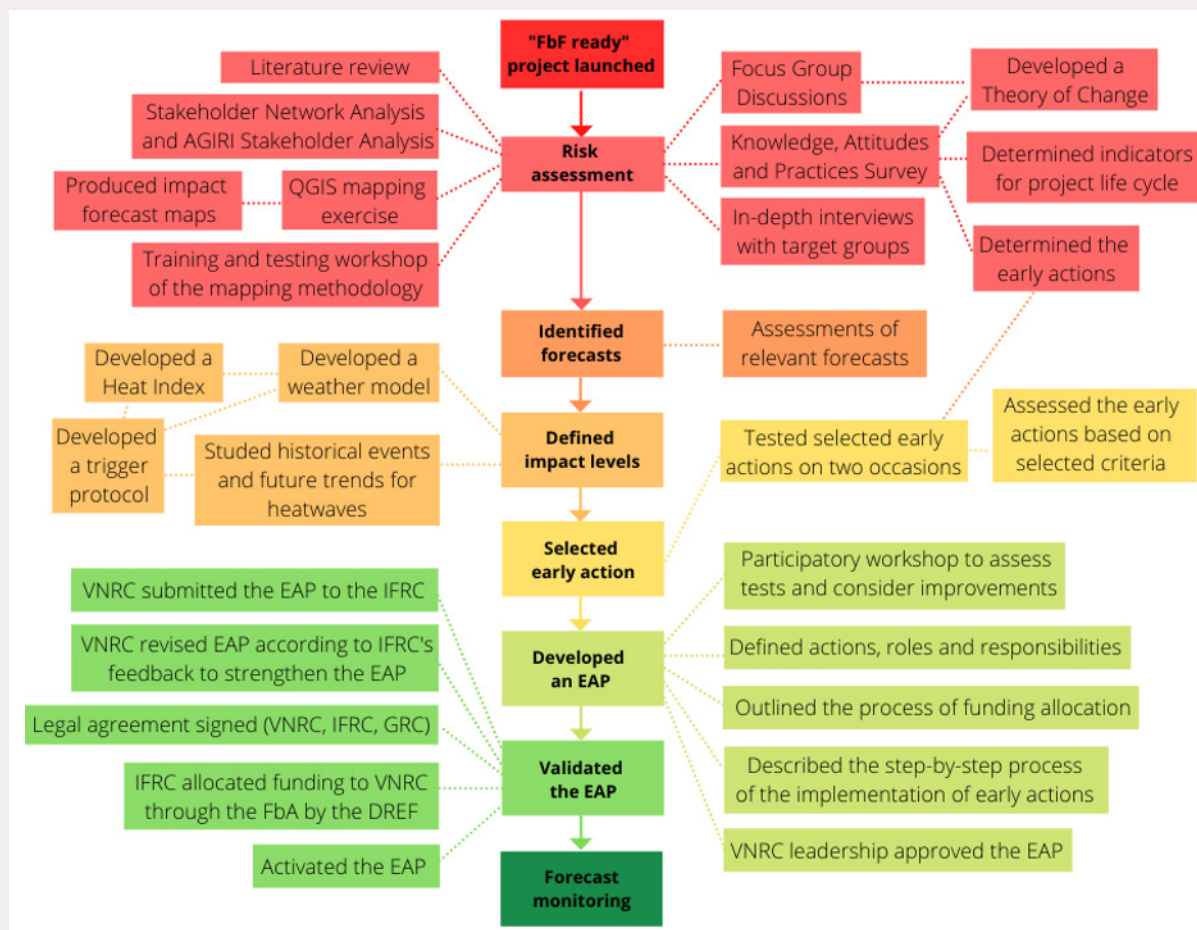 "FbF ready"
project launched
Literature review
Stakeholder Network Analysis
and AGIRI Stakeholder Analysis
Produced impact
forecast maps
QGIS mapping
exercise
Training and testing workshop
of the mapping methodology
Risk
assessment
Focus Group
Discussions
Developed a
Theory of Change
Knowledge, Attitudes
and Practices Survey
Determined indicators
for project life cycle
In-depth interviews
with target groups
Determined the
early actions
Identified
forecasts
Assessments of
relevant forecasts
Developed a
Heat Index
Developed a
weather model
Developed
a trigger
protocol
Studed historical events
and future trends for
heatwaves
Defined
impact levels
Tested selected early
actions on two occasions
Assessed the early
actions based on
selected criteria
Selected
early action
Participatory workshop to assess
tests and consider improvements
Defined actions, roles and responsibilities
Developed
an EAP
Outlined the process of funding allocation
Described the step-by-step process
of the implementation of early actions
VNRC leadership approved the EAP
VNRC submitted the EAP to the IFRC
VNRC revised EAP according to IFRC's
feedback to strengthen the EAP
Legal agreement signed (VNRC, IFRC, GRC)
IFRC allocated funding to VNRC
through the FbA by the DREF
Activated the EAP
Validated
the EAP
Forecast
monitoring